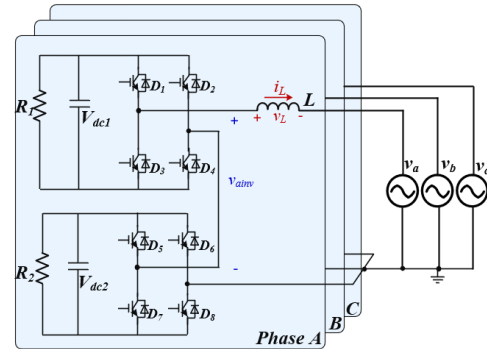 D1 D2
R1 Vdc1
iL L
+ + vL -
D3 D4
vainv
va vb vc
D5 D6
R2 Vdc2
-
D7 D8
Phase A B C